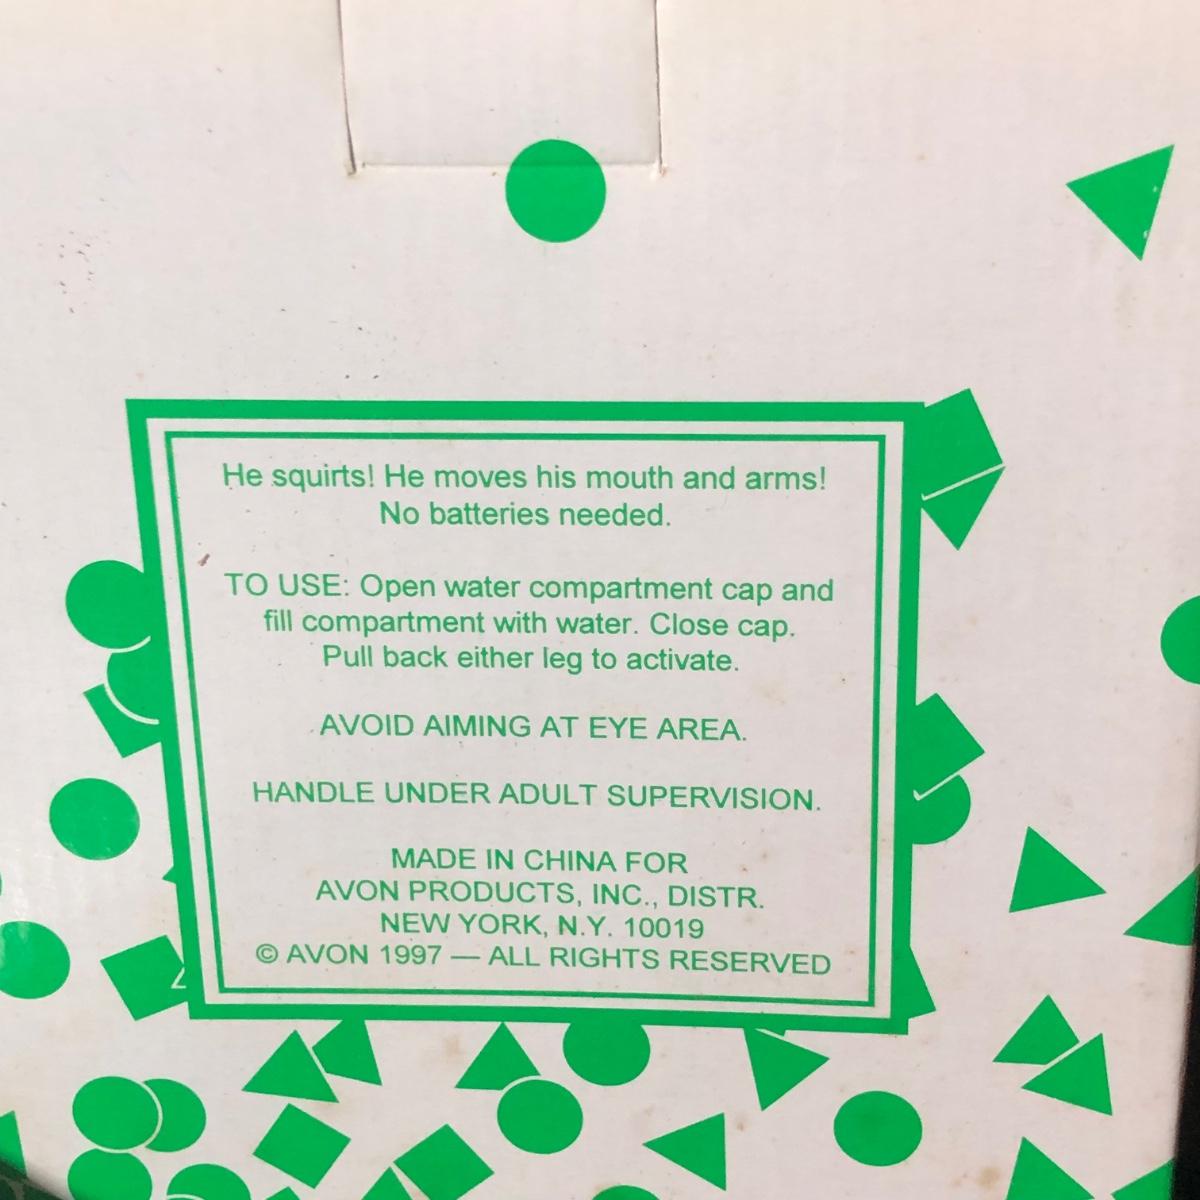 He squirts! He moves his mouth and arms!
No batteries needed.
TO USE: Open water compartment cap and
fill compartment with water. Close cap.
Pull back either leg to activate.
AVOID AIMING AT EYE AREA.
HANDLE UNDER ADULT SUPERVISION.
MADE IN CHINA FOR
AVON PRODUCTS, INC., DISTR.
NEW YORK, N.Y. 10019
© AVON 1997 — ALL RIGHTS RESERVED